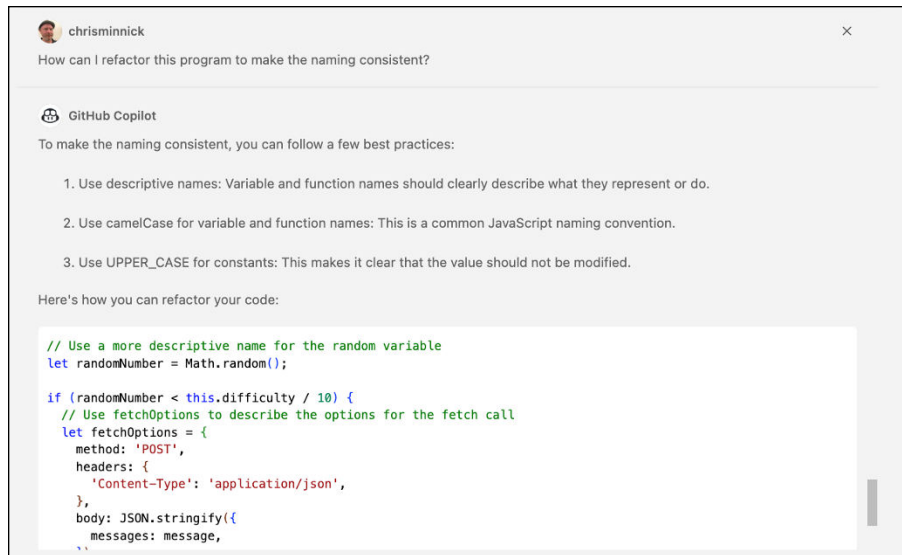 chrisminnick
How can I refactor this program to make the naming consistent?
GitHub Copilot
To make the naming consistent, you can follow a few best practices:
1. Use descriptive names: Variable and function names should clearly describe what they represent or do.
2. Use camelCase for variable and function names: This is a common JavaScript naming convention.
3. Use UPPER_CASE for constants: This makes it clear that the value should not be modified.
Here's how you can refactor your code:
// Use a more descriptive name for the random variable
let randomNumber = Math.random();
if (randomNumber < this.difficulty / 10) {
// Use fetchOptions to describe the options for the fetch call
let fetchOptions = {
method: 'POST',
headers: {
'Content-Type': 'application/json',
},
body: JSON.stringify({
messages: message,